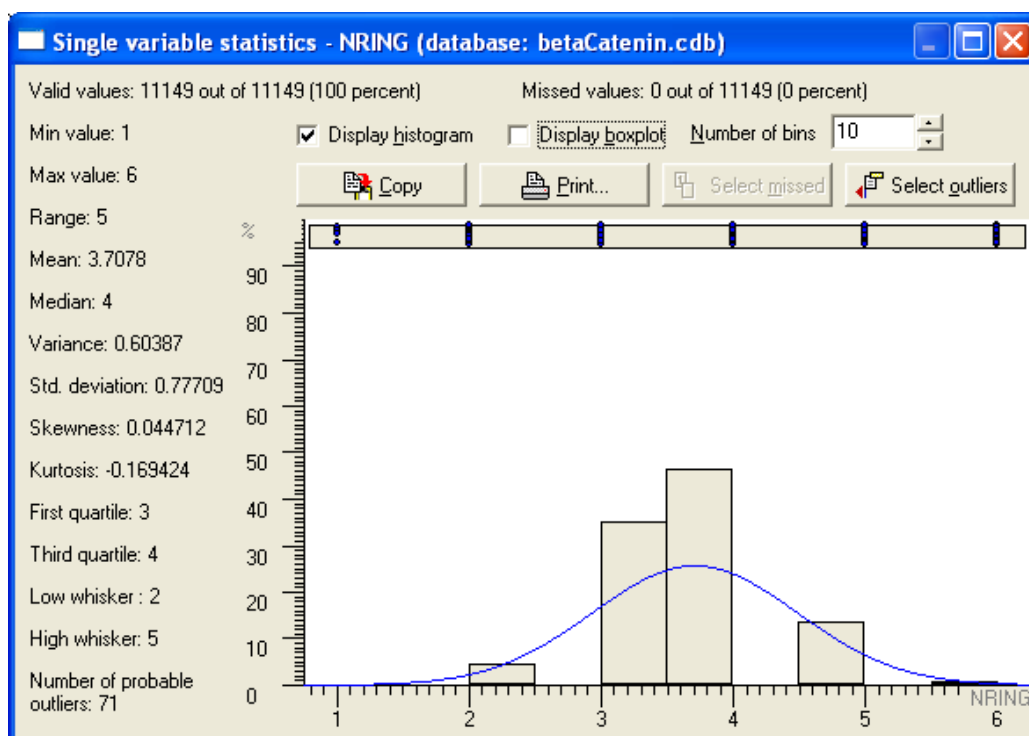 Single variable statistics - NRING (database: betaCatenin.cdb)
Valid values: 11149 out of 11149 (100 percent)
Missed values: 0 out of 11149 (0 percent)
Min value: 1
Display histogram
Display boxplot
Number of bins
10
Max value: 6
Copy
Print...
Select missed
Select outliers
Range: 5
Mean: 3.7078
Median: 4
Variance: 0.60387
Std. deviation: 0.77709
Skewness: 0.044712
Kurtosis: -0.169424
First quartile: 3
Third quartile: 4
Low whisker : 2
High whisker: 5
Number of probable
outliers: 71
%
90
80
70
60
50
40
30
20
10
0
NRING
1
2
3
4
5
6